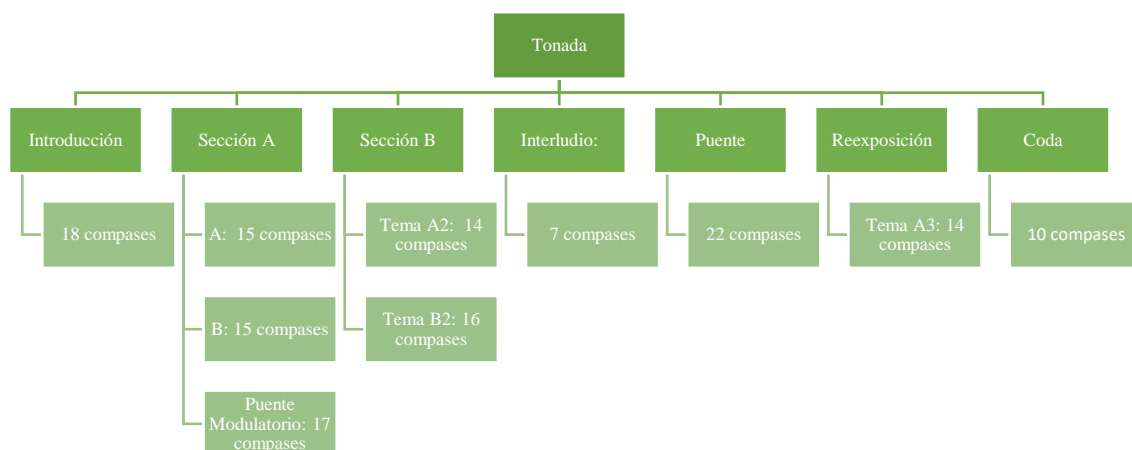 Tonada
Introducción
Sección A
Sección B
Interludio:
Puente
Reexposición
Coda
18 compases
A:  15 compases
Tema A2:  14
compases
7 compases
22 compases
Tema A3: 14
compases
10 compases
B: 15 compases
Tema B2: 16
compases
Puente
Modulatorio: 17
compases